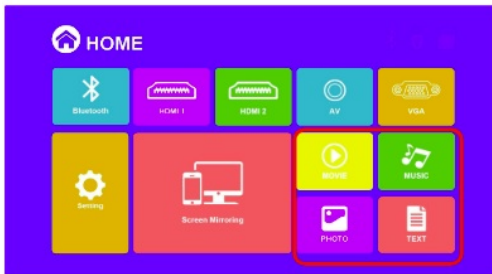 HOME
Bluetooth
HDMI 1
HDMI 2
AV
VGA
Setting
Screen Mirroring
MOVIE
MUSIC
PHOTO
TEXT